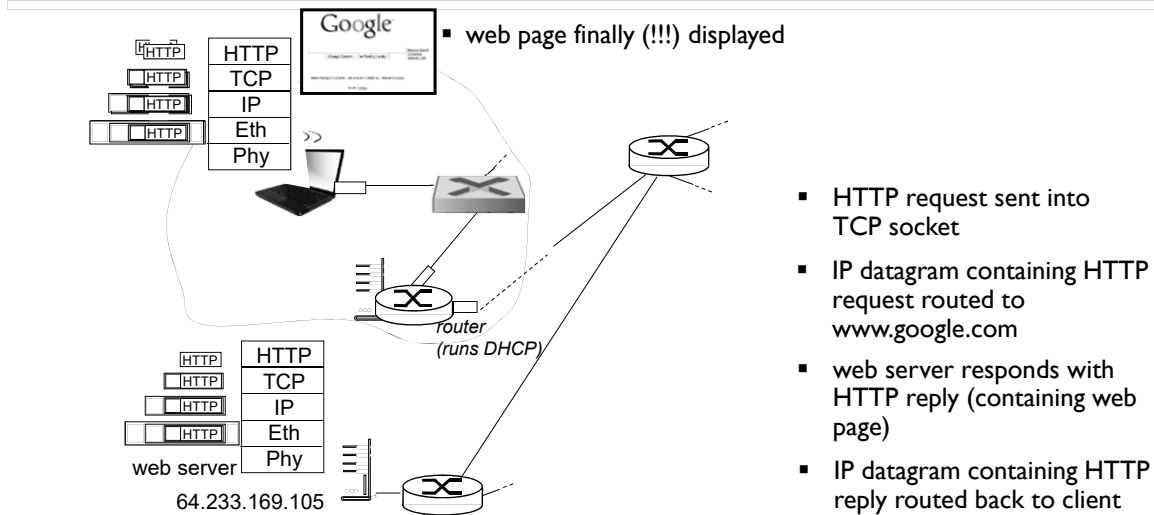 Google
▪ web page finally (!!!) displayed
HTTP
HTTP
HTTP
HTTP
HTTP
HTTP
TCP
IP
Eth
Phy
router
(runs DHCP)
HTTP
HTTP
HTTP
HTTP
HTTP
TCP
IP
Eth
Phy
web server
64.233.169.105
▪ HTTP request sent into
TCP socket
▪ IP datagram containing HTTP
request routed to
www.google.com
▪ web server responds with
HTTP reply (containing web
page)
▪ IP datagram containing HTTP
reply routed back to client